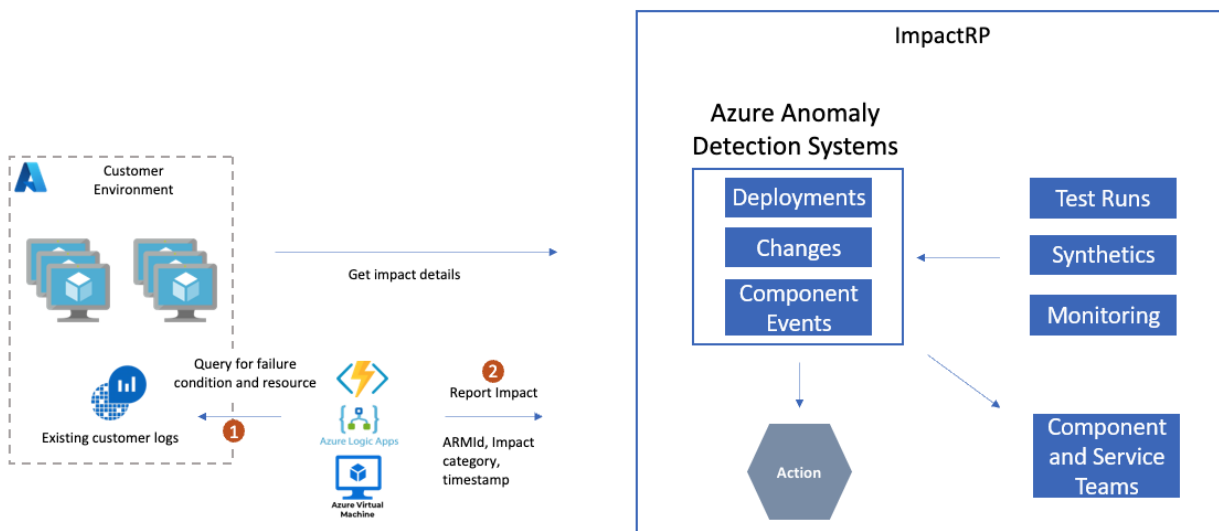 ImpactRP
Azure Anomaly
Detection Systems
Customer
Environment
Deployments
Changes
Component
Events
Test Runs
Synthetics
Monitoring
Get impact details
Query for failure
condition and resource
1
Existing customer logs
Azure Logic Apps
Azure Virtual
Machine
2
Report Impact
ARMId, Impact
category,
timestamp
Action
Component
and Service
Teams